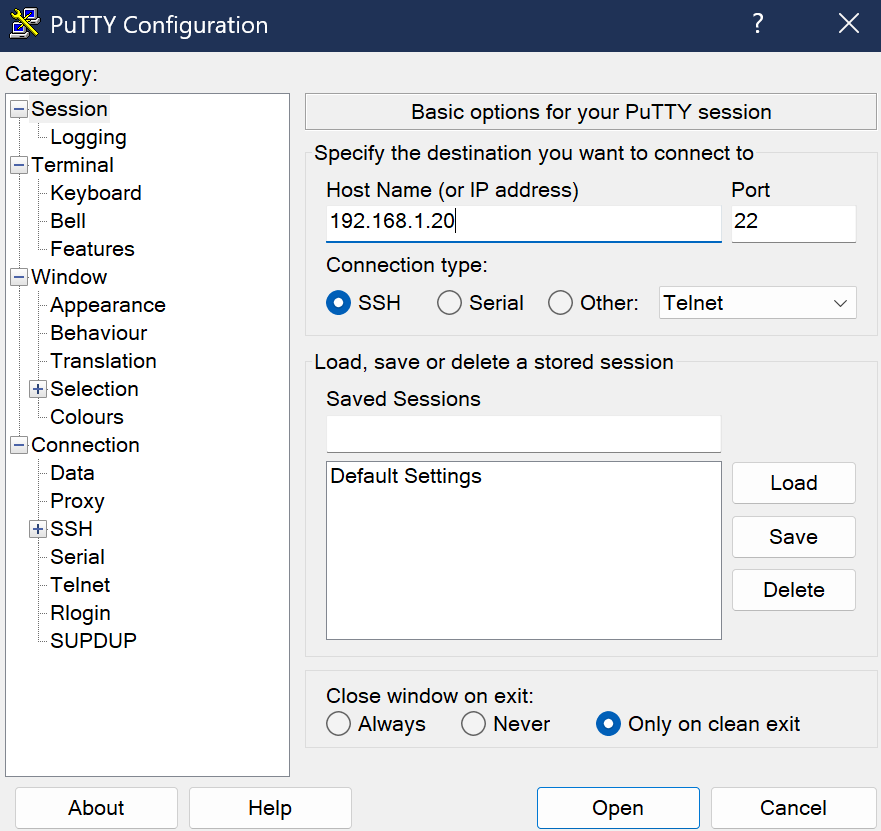 PuTTY Configuration ?
Category:
Session
Logging
Terminal
Keyboard
Bell
Features
Window
Appearance
Behaviour
Translation
Selection
Colours
Connection
Data
Proxy
SSH
Serial
Telnet
Rlogin
SUPDUP
Basic options for your PuTTY session
Specify the destination you want to connect to
Host Name (or IP address) Port
192.168.1.20 22
Connection type:
SSH Serial Other: Telnet
Load, save or delete a stored session
Saved Sessions
Default Settings
Load
Save
Delete
Close window on exit:
Always Never Only on clean exit
About Help Open Cancel